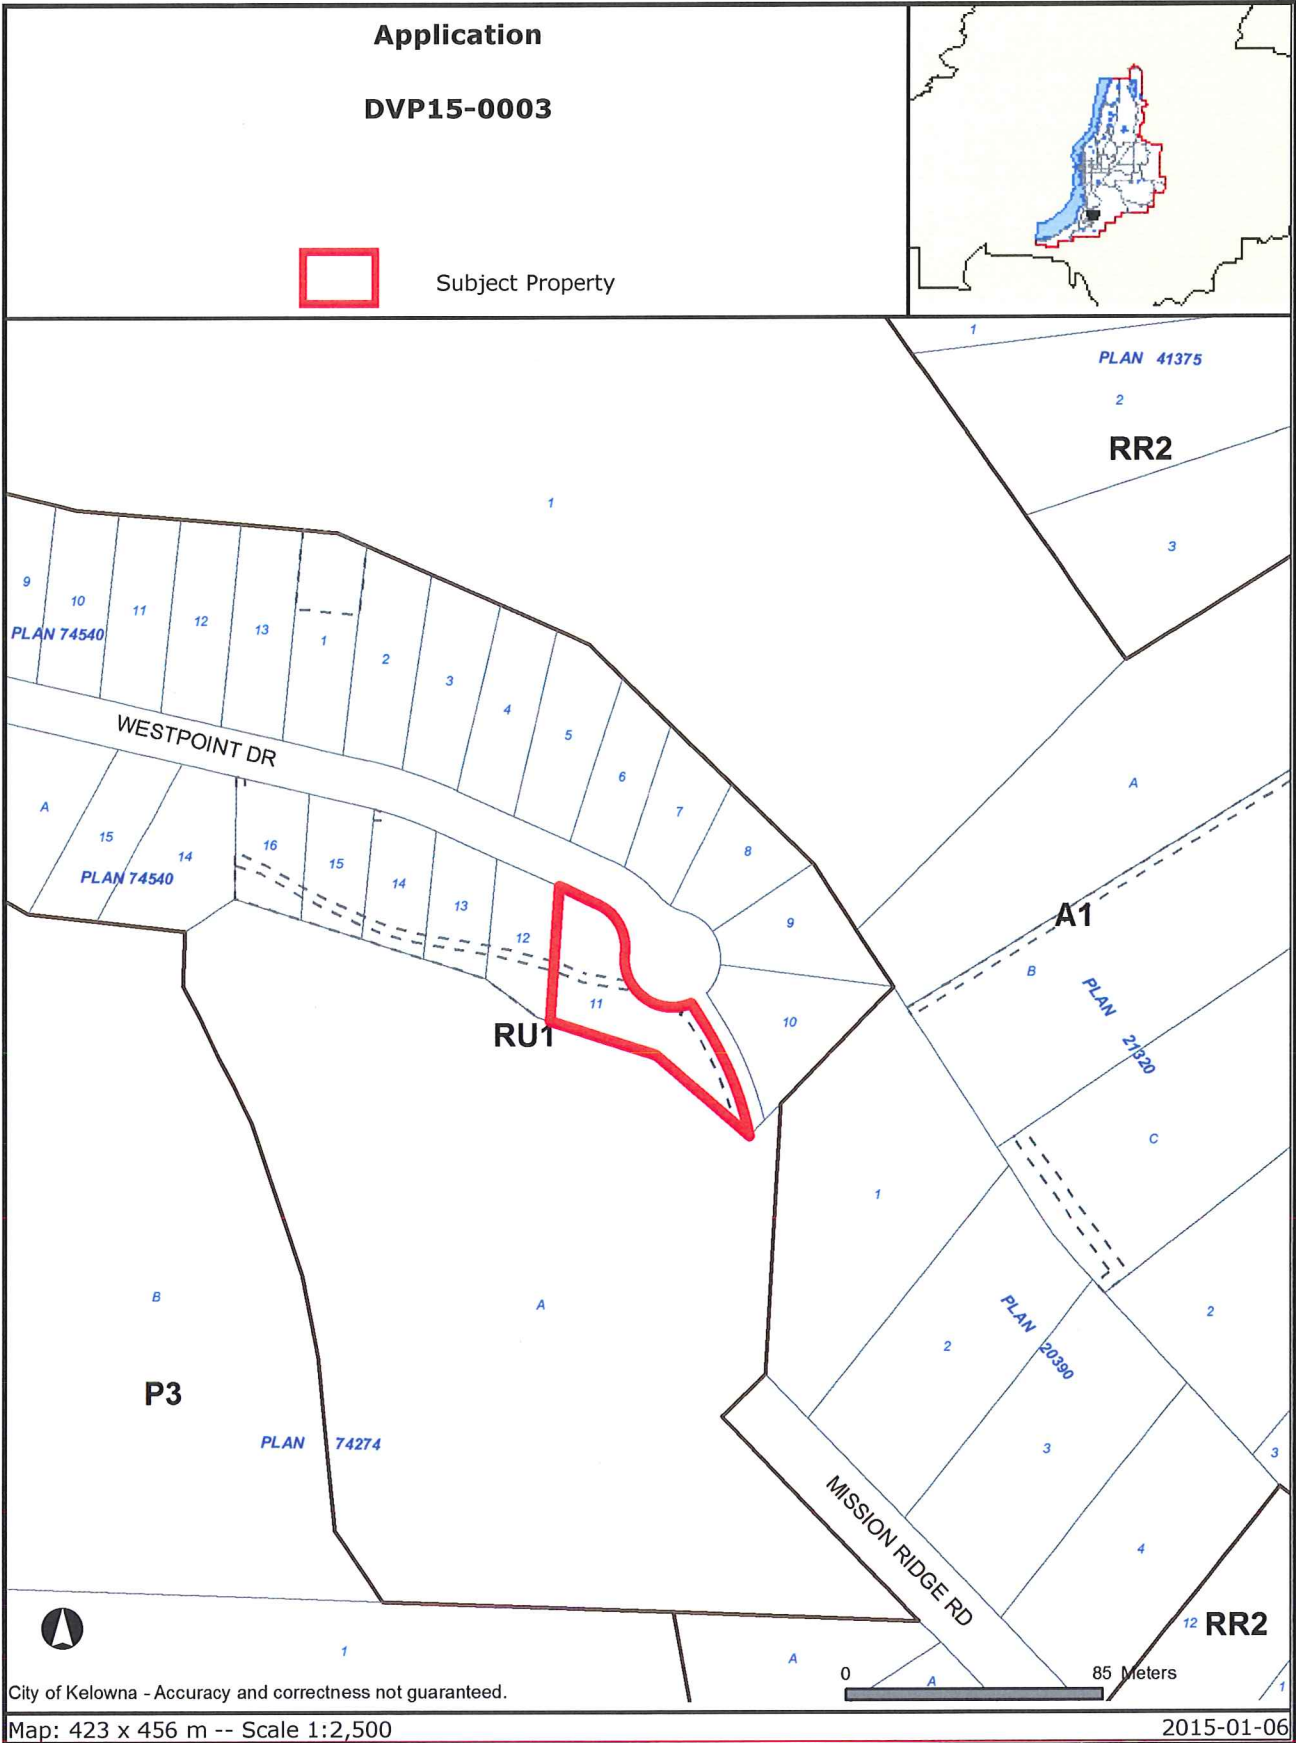 Application
DVP15-0003
Subject Property
1
PLAN 41375
2
RR2
3
1
9
10
11
12
13
1
2
3
4
5
6
7
8
9
10
PLAN 74540
WESTPOINT DR
A
15
14
PLAN 74540
16
15
14
13
12
11
RU1
A
A1
B
PLAN 21320
C
1
2
PLAN 20390
2
3
3
4
B
A
P3
PLAN 74274
MISSION RIDGE RD
12
RR2
1
1
A
A
0
85 Meters
City of Kelowna - Accuracy and correctness not guaranteed.
Map: 423 x 456 m -- Scale 1:2,500
2015-01-06